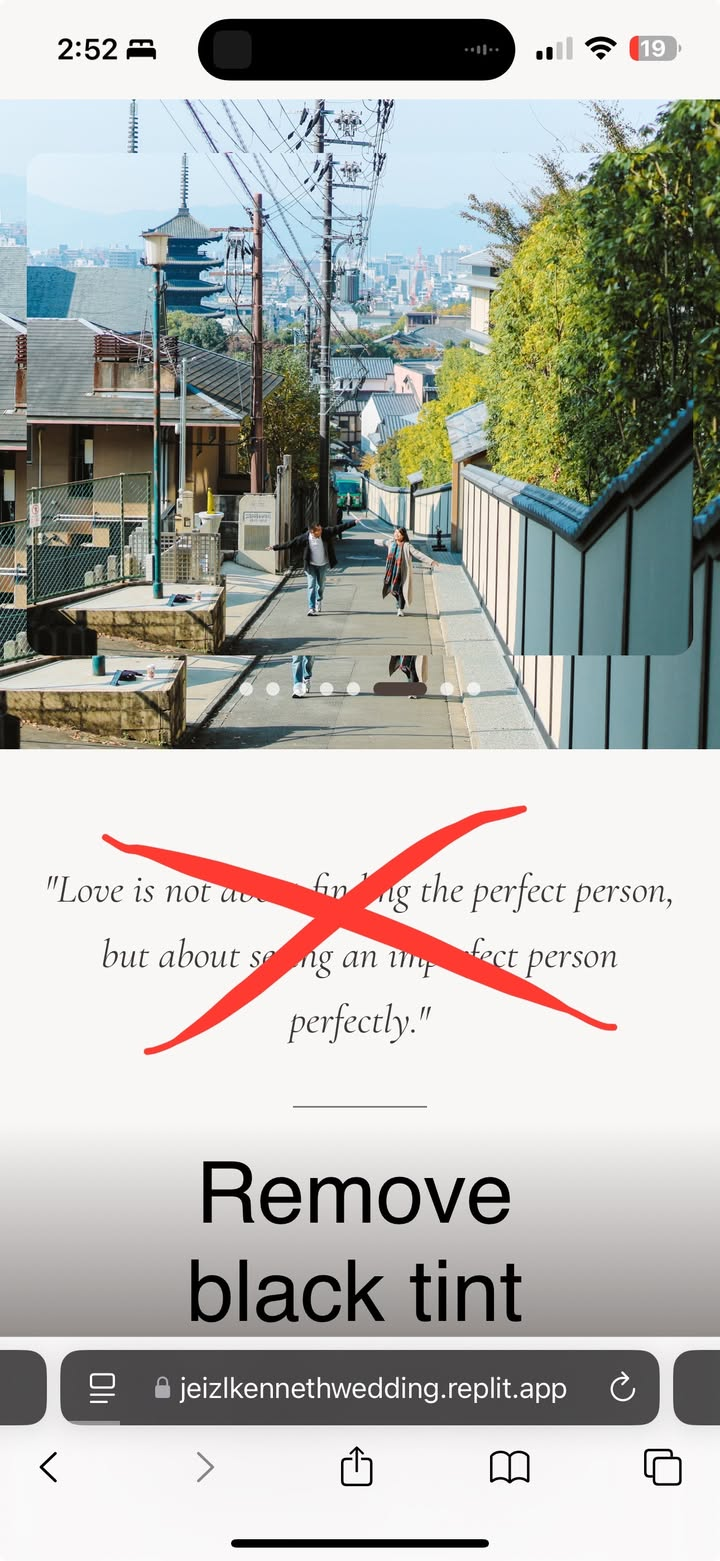 2:52
19
"Love is not about finding the perfect person,
but about seeing an imperfect person
perfectly."
Remove
black tint
jeizlkennethwedding.replit.app